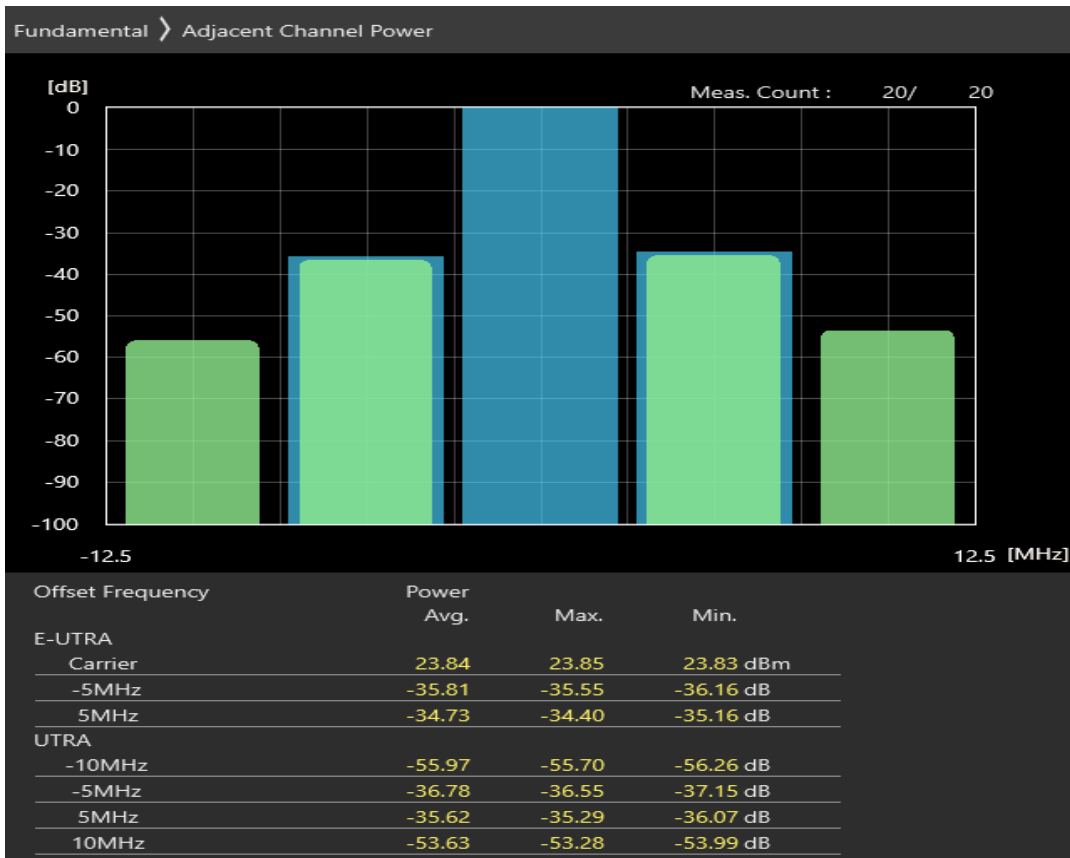 Fundamental 〉 Adjacent Channel Power
[dB]
Meas. Count : 20/ 20
0
-10
-20
-30
-40
-50
-60
-70
-80
-90
-100
-12.5 12.5 [MHz]
Offset Frequency Power
Avg. Max. Min.
E-UTRA
Carrier 23.84 23.85 23.83 dBm
-5MHz -35.81 -35.55 -36.16 dB
5MHz -34.73 -34.40 -35.16 dB
UTRA
-10MHz -55.97 -55.70 -56.26 dB
-5MHz -36.78 -36.55 -37.15 dB
5MHz -35.62 -35.29 -36.07 dB
10MHz -53.63 -53.28 -53.99 dB